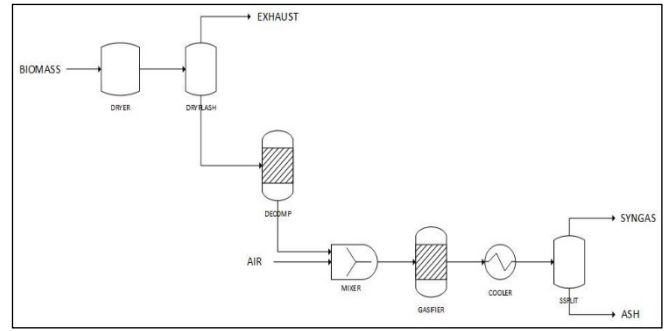 EXHAUST
BIOMASS
DRYER
DRYFLASH
DECOMP
SYNGAS
AIR
MIXER
GASIFIER
COOLER
SSPLIT
ASH